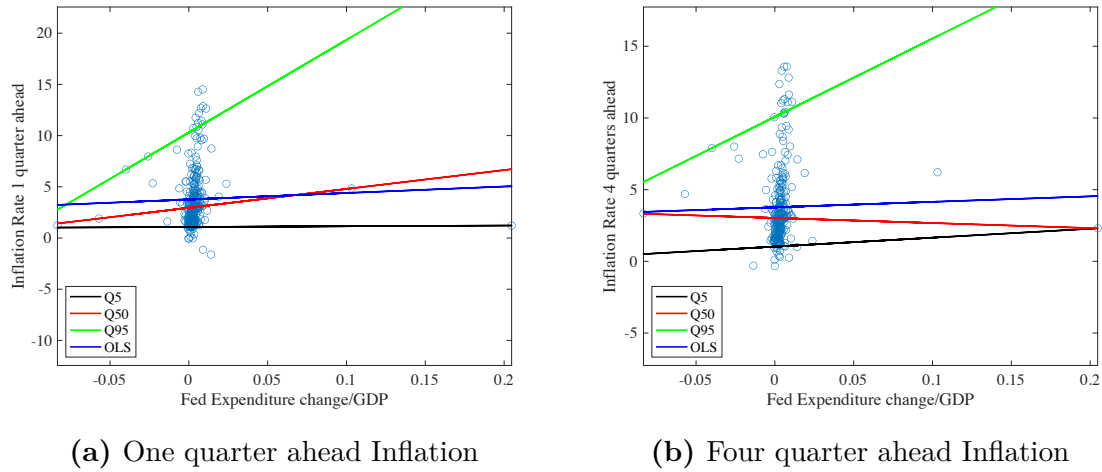 20
15
10
5
0
-5
-10
-0.05 0 0.05 0.1 0.15 0.2
Inflation Rate 1 quarter ahead
Fed Expenditure change/GDP
Q5
Q50
Q95
OLS
(a) One quarter ahead Inflation
15
10
5
0
-5
-0.05 0 0.05 0.1 0.15 0.2
Inflation Rate 4 quarters ahead
Fed Expenditure change/GDP
Q5
Q50
Q95
OLS
(b) Four quarter ahead Inflation